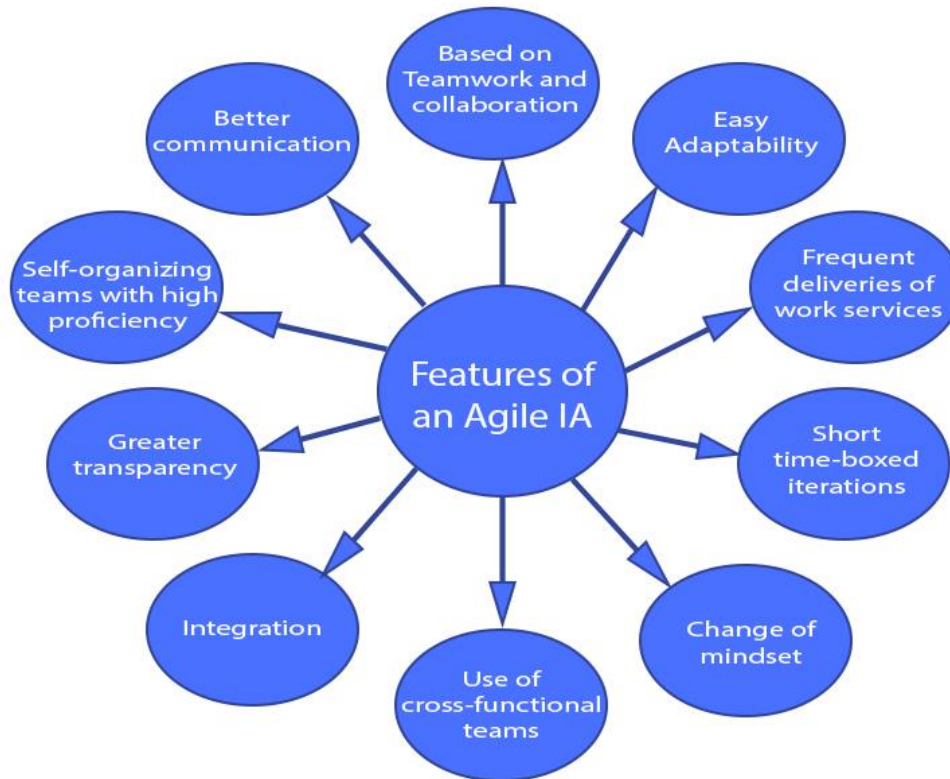 Based on
Teamwork and
collaboration
Better
communication
Easy
Adaptability
Self-organizing
teams with high
proficiency
Frequent
deliveries of
work services
Features of
an Agile IA
Greater
transparency
Short
time-boxed
iterations
Integration
Change of
mindset
Use of
cross-functional
teams